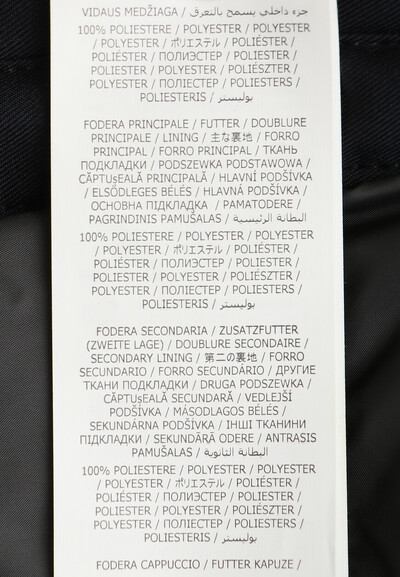 VIDAUS MEDŽIAGA / جزء داخلي يسمح بالتعرق /
100% POLIESTERE / POLYESTER / POLYESTER
/ POLYESTER / ポリエステル / POLIÉSTER /
POLIÉSTER / ПОЛИЭСТЕР / POLIESTER /
POLIESTER / POLYESTER / POLIÉSZTER /
POLYESTER / ПОЛІЕСТЕР / POLIESTERS /
POLIESTERIS / بوليستر
FODERA PRINCIPALE / FUTTER / DOUBLURE
PRINCIPALE / LINING / 主な裏地 / FORRO
PRINCIPAL / FORRO PRINCIPAL / ТКАНЬ
ПОДКЛАДКИ / PODSZEWKA PODSTAWOWA /
CĂPTUșEALĂ PRINCIPALĂ / HLAVNÍ PODŠÍVKA
/ ELSŐDLEGES BÉLÉS / HLAVNÁ PODŠÍVKA /
ОСНОВНА ПІДКЛАДКА / PAMATODERE /
PAGRINDINIS PAMUŠALAS / البطانة الرئيسية
100% POLIESTERE / POLYESTER / POLYESTER
/ POLYESTER / ポリエステル / POLIÉSTER /
POLIÉSTER / ПОЛИЭСТЕР / POLIESTER /
POLIESTER / POLYESTER / POLIÉSZTER /
POLYESTER / ПОЛІЕСТЕР / POLIESTERS /
POLIESTERIS / بوليستر
FODERA SECONDARIA / ZUSATZFUTTER
(ZWEITE LAGE) / DOUBLURE SECONDAIRE /
SECONDARY LINING / 第二の裏地 / FORRO
SECUNDARIO / FORRO SECUNDÁRIO / ДРУГИЕ
ТКАНИ ПОДКЛАДКИ / DRUGA PODSZEWKA /
CĂPTUșEALĂ SECUNDARĂ / VEDLEJŠÍ
PODŠÍVKA / MÁSODLAGOS BÉLÉS /
SEKUNDÁRNA PODŠÍVKA / ІНШІ ТКАНИНИ
ПІДКЛАДКИ / SEKUNDĀRĀ ODERE / ANTRASIS
PAMUŠALAS / البطانة الثانوية
100% POLIESTERE / POLYESTER / POLYESTER
/ POLYESTER / ポリエステル / POLIÉSTER /
POLIÉSTER / ПОЛИЭСТЕР / POLIESTER /
POLIESTER / POLYESTER / POLIÉSZTER /
POLYESTER / ПОЛІЕСТЕР / POLIESTERS /
POLIESTERIS / بوليستر
FODERA CAPPUCCIO / FUTTER KAPUZE /